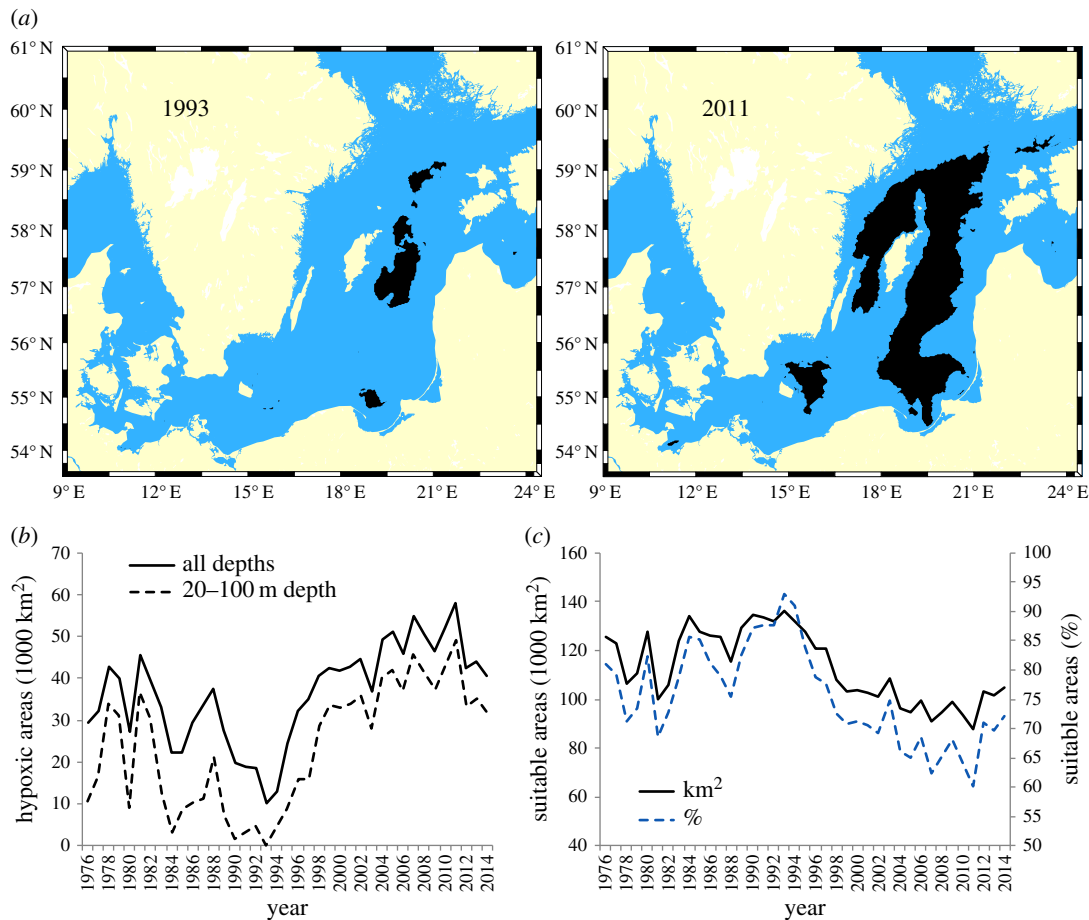 (a)
1993
2011
61° N
60° N
59° N
58° N
57° N
56° N
55° N
54° N
9° E 12° E 15° E 18° E 21° E 24° E
61° N
60° N
59° N
58° N
57° N
56° N
55° N
54° N
9° E 12° E 15° E 18° E 21° E 24° E
(b)
hypoxic areas (1000 km²)
70
60
50
40
30
20
10
0
all depths
20–100 m depth
1976 1978 1980 1982 1984 1986 1988 1990 1992 1994 1996 1998 2000 2002 2004 2006 2008 2010 2012 2014
year
(c)
suitable areas (1000 km²)
160
140
120
100
80
60
40
km²
%
100
95
90
85
80
75
70
65
60
55
50
suitable areas (%)
1976 1978 1980 1982 1984 1986 1988 1990 1992 1994 1996 1998 2000 2002 2004 2006 2008 2010 2012 2014
year